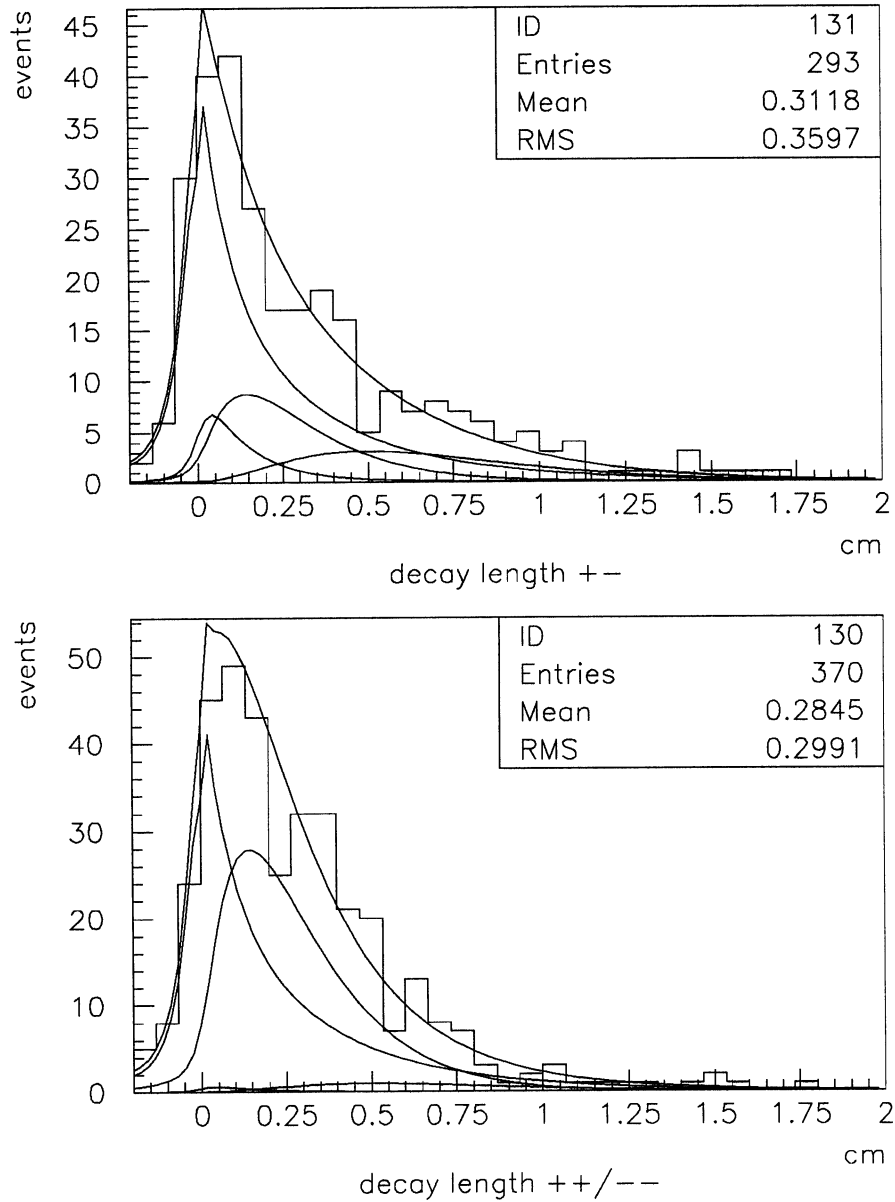 events
45
40
35
30
25
20
15
10
5
0
ID 131
Entries 293
Mean 0.3118
RMS 0.3597
0 0.25 0.5 0.75 1 1.25 1.5 1.75 2
cm
decay length +-
events
50
40
30
20
10
0
ID 130
Entries 370
Mean 0.2845
RMS 0.2991
0 0.25 0.5 0.75 1 1.25 1.5 1.75 2
cm
decay length ++/--